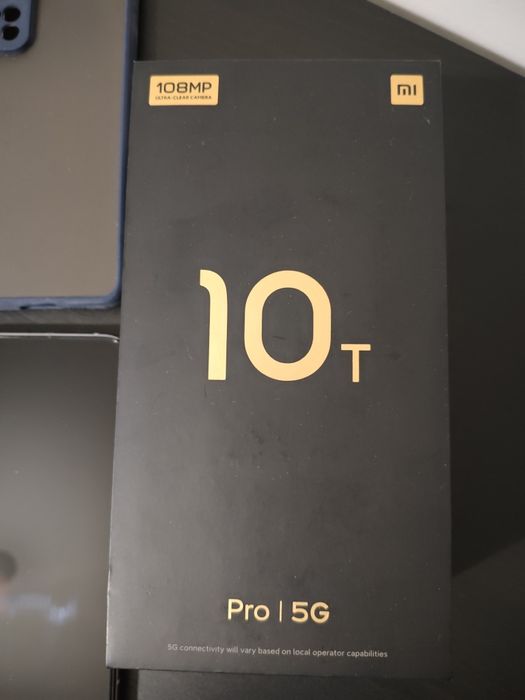 108MP
ULTRA-CLEAR CAMERA
mi
10T
Pro | 5G
5G connectivity will vary based on local operator capabilities